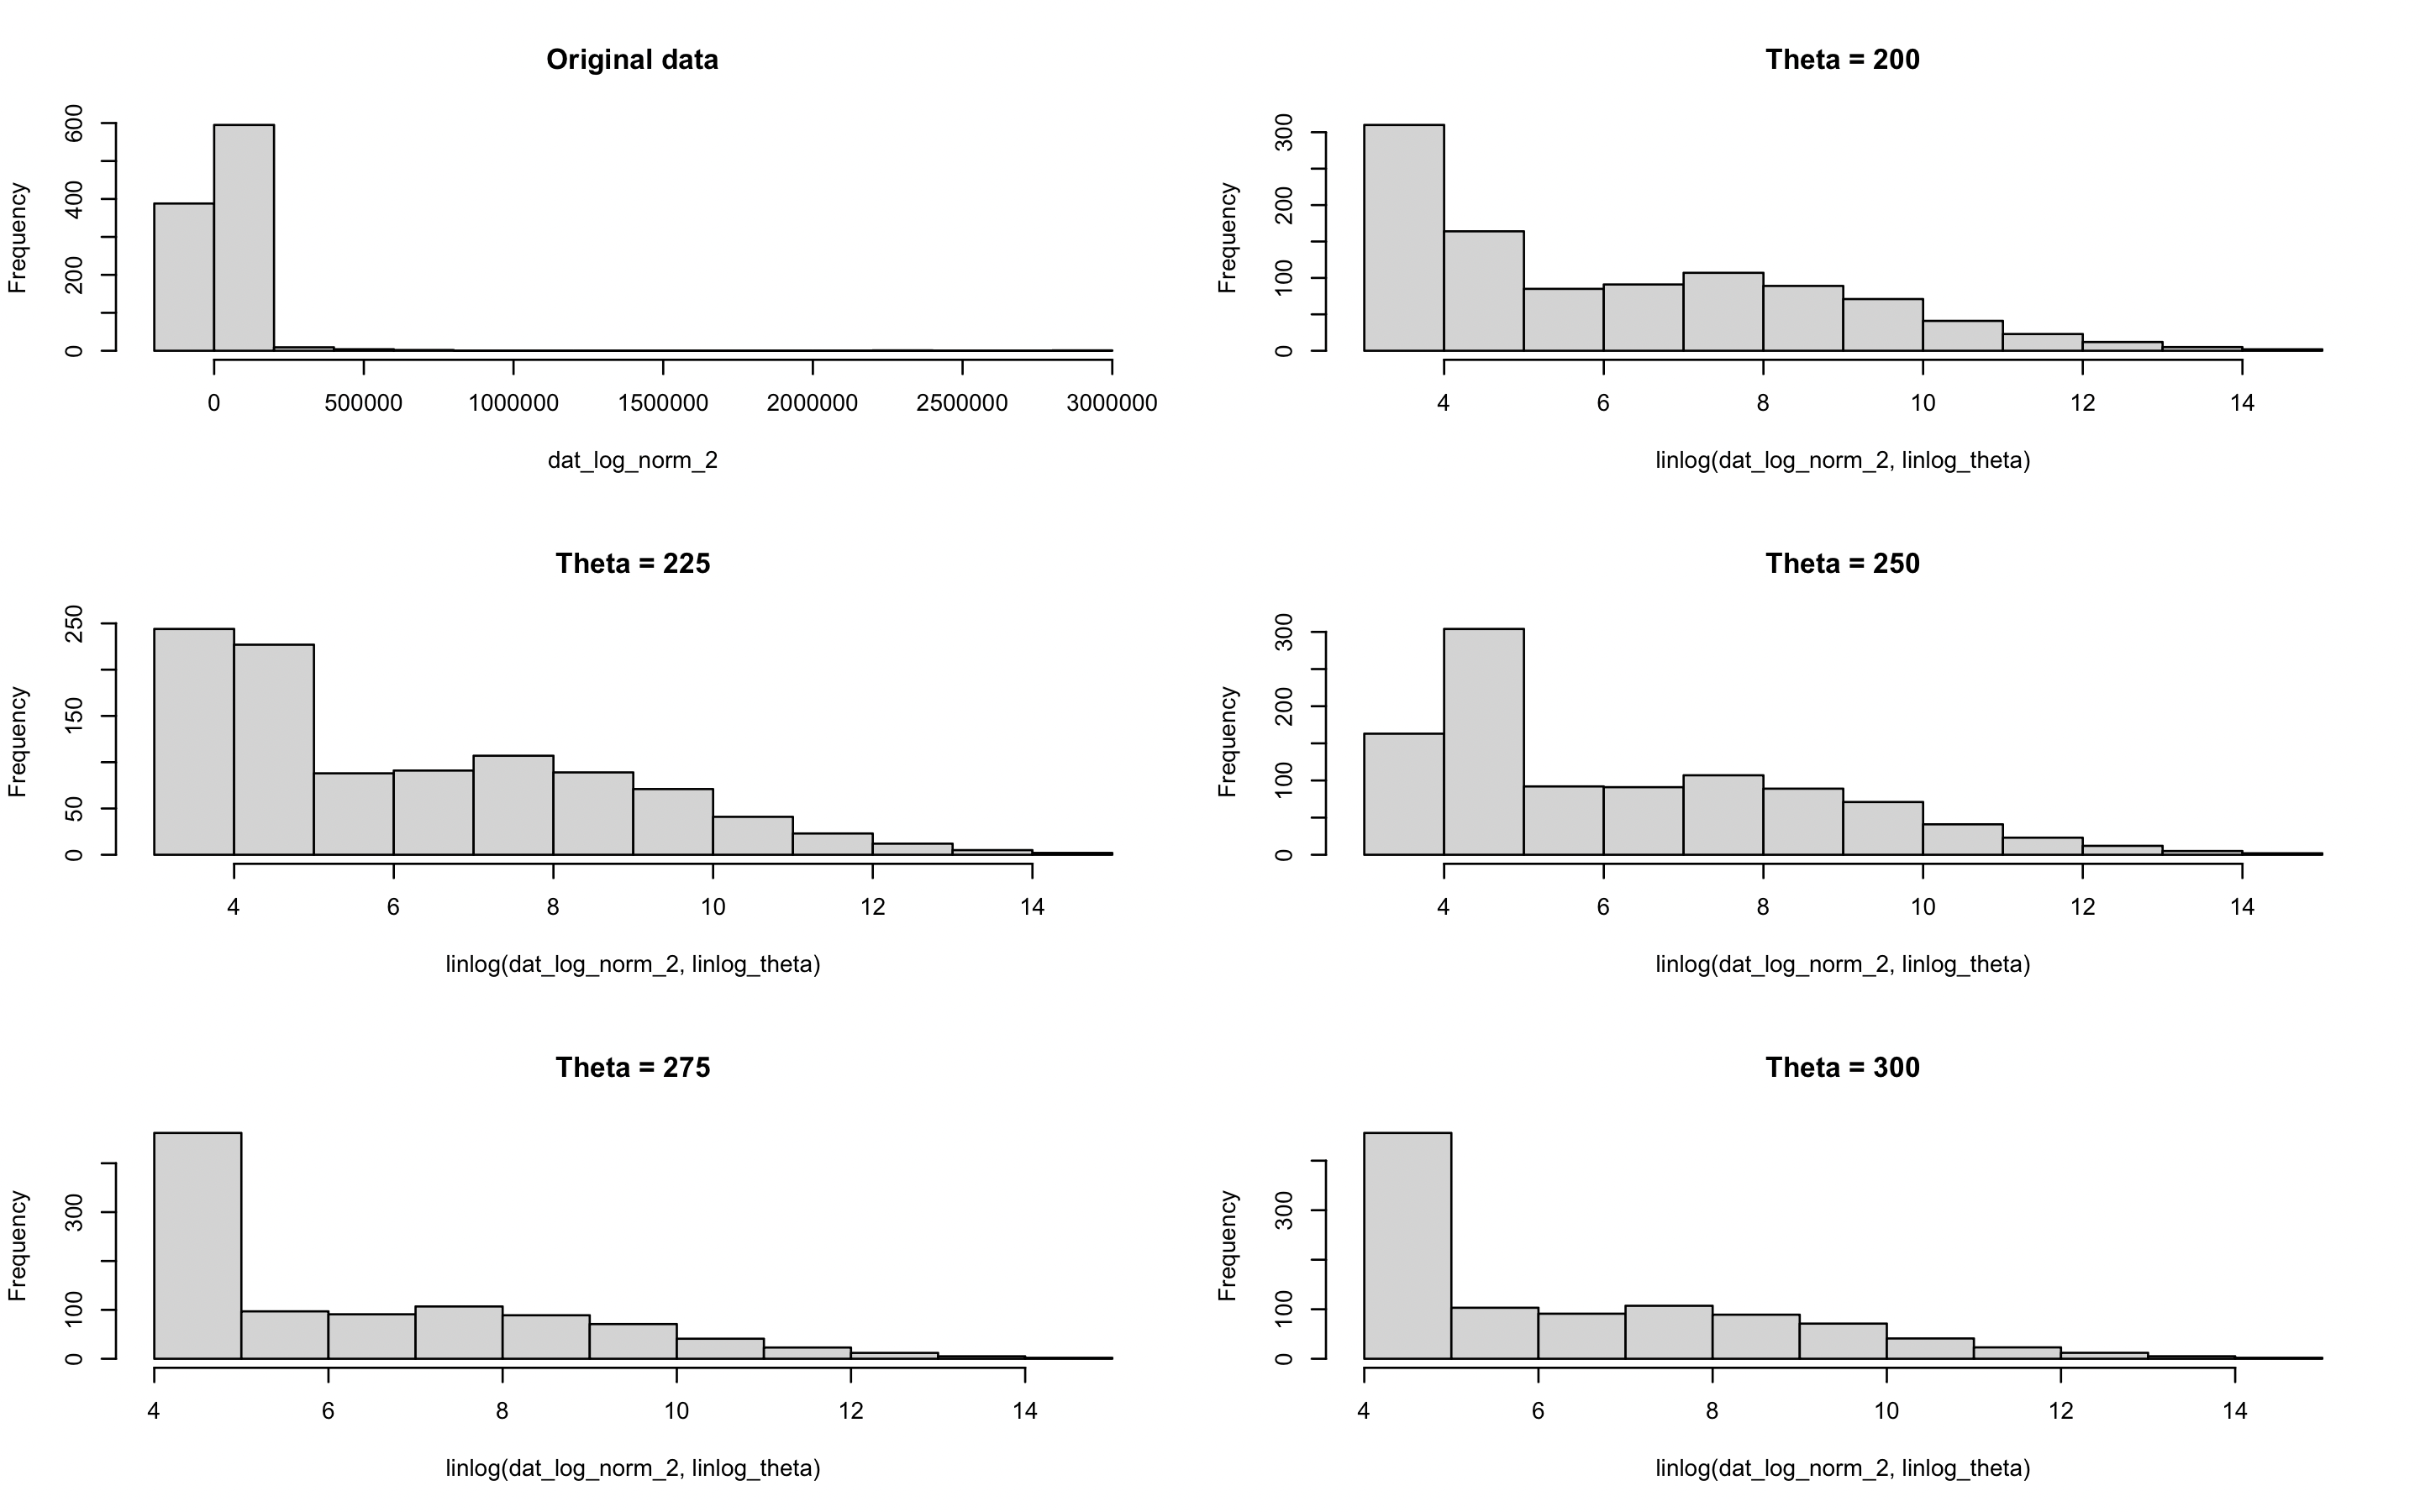 Original data
Frequency
0 200 400 600
0 500000 1000000 1500000 2000000 2500000 3000000
dat_log_norm_2
Theta = 200
Frequency
0 100 200 300
4 6 8 10 12 14
linlog(dat_log_norm_2, linlog_theta)
Theta = 225
Frequency
0 50 150 250
4 6 8 10 12 14
linlog(dat_log_norm_2, linlog_theta)
Theta = 250
Frequency
0 100 200 300
4 6 8 10 12 14
linlog(dat_log_norm_2, linlog_theta)
Theta = 275
Frequency
0 100 300
4 6 8 10 12 14
linlog(dat_log_norm_2, linlog_theta)
Theta = 300
Frequency
0 100 300
4 6 8 10 12 14
linlog(dat_log_norm_2, linlog_theta)